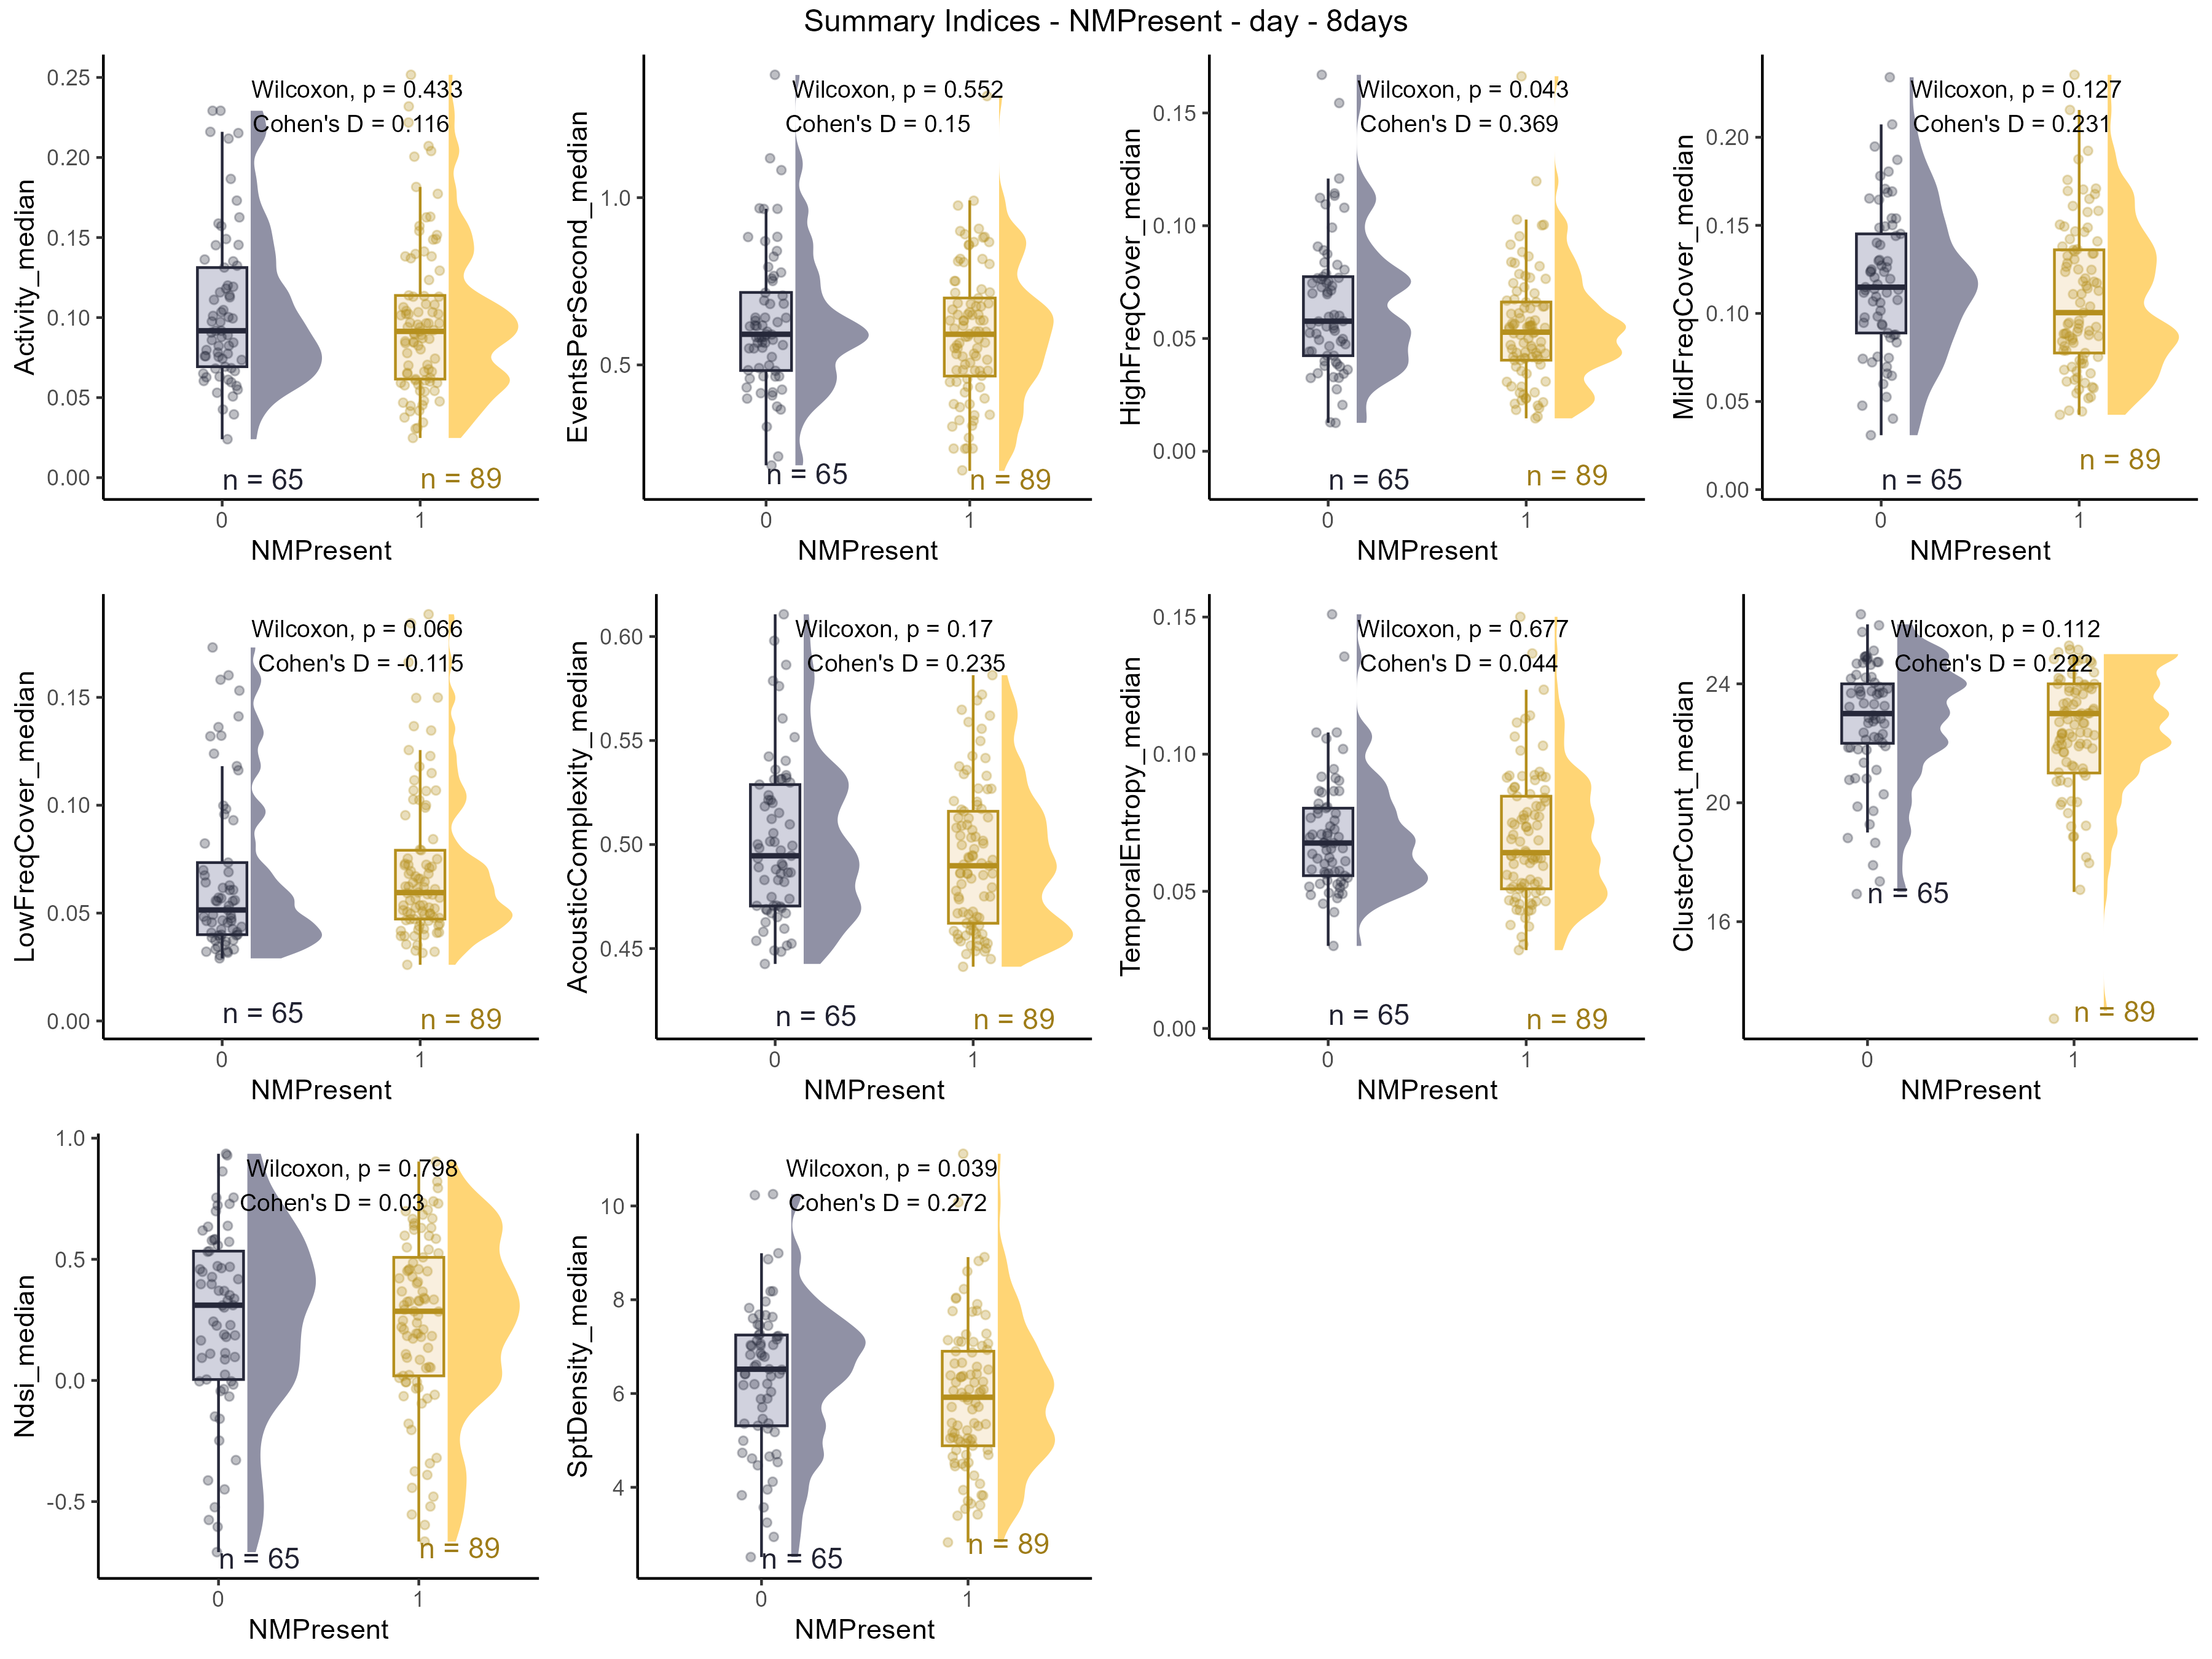 Summary Indices - NMPresent - day - 8days
Activity_median
0.25
0.20
0.15
0.10
0.05
0.00
Wilcoxon, p = 0.433
Cohen's D = 0.116
n = 65
n = 89
0
1
NMPresent
EventsPerSecond_median
1.0
0.5
Wilcoxon, p = 0.552
Cohen's D = 0.15
n = 65
n = 89
0
1
NMPresent
HighFreqCover_median
0.15
0.10
0.05
0.00
Wilcoxon, p = 0.043
Cohen's D = 0.369
n = 65
n = 89
0
1
NMPresent
MidFreqCover_median
0.20
0.15
0.10
0.05
0.00
Wilcoxon, p = 0.127
Cohen's D = 0.231
n = 65
n = 89
0
1
NMPresent
LowFreqCover_median
0.15
0.10
0.05
0.00
Wilcoxon, p = 0.066
Cohen's D = -0.115
n = 65
n = 89
0
1
NMPresent
AcousticComplexity_median
0.60
0.55
0.50
0.45
Wilcoxon, p = 0.17
Cohen's D = 0.235
n = 65
n = 89
0
1
NMPresent
TemporalEntropy_median
0.15
0.10
0.05
0.00
Wilcoxon, p = 0.677
Cohen's D = 0.044
n = 65
n = 89
0
1
NMPresent
ClusterCount_median
24
20
16
Wilcoxon, p = 0.112
Cohen's D = 0.222
n = 65
n = 89
0
1
NMPresent
Ndsi_median
1.0
0.5
0.0
-0.5
Wilcoxon, p = 0.798
Cohen's D = 0.03
n = 65
n = 89
0
1
NMPresent
SptDensity_median
10
8
6
4
Wilcoxon, p = 0.039
Cohen's D = 0.272
n = 65
n = 89
0
1
NMPresent